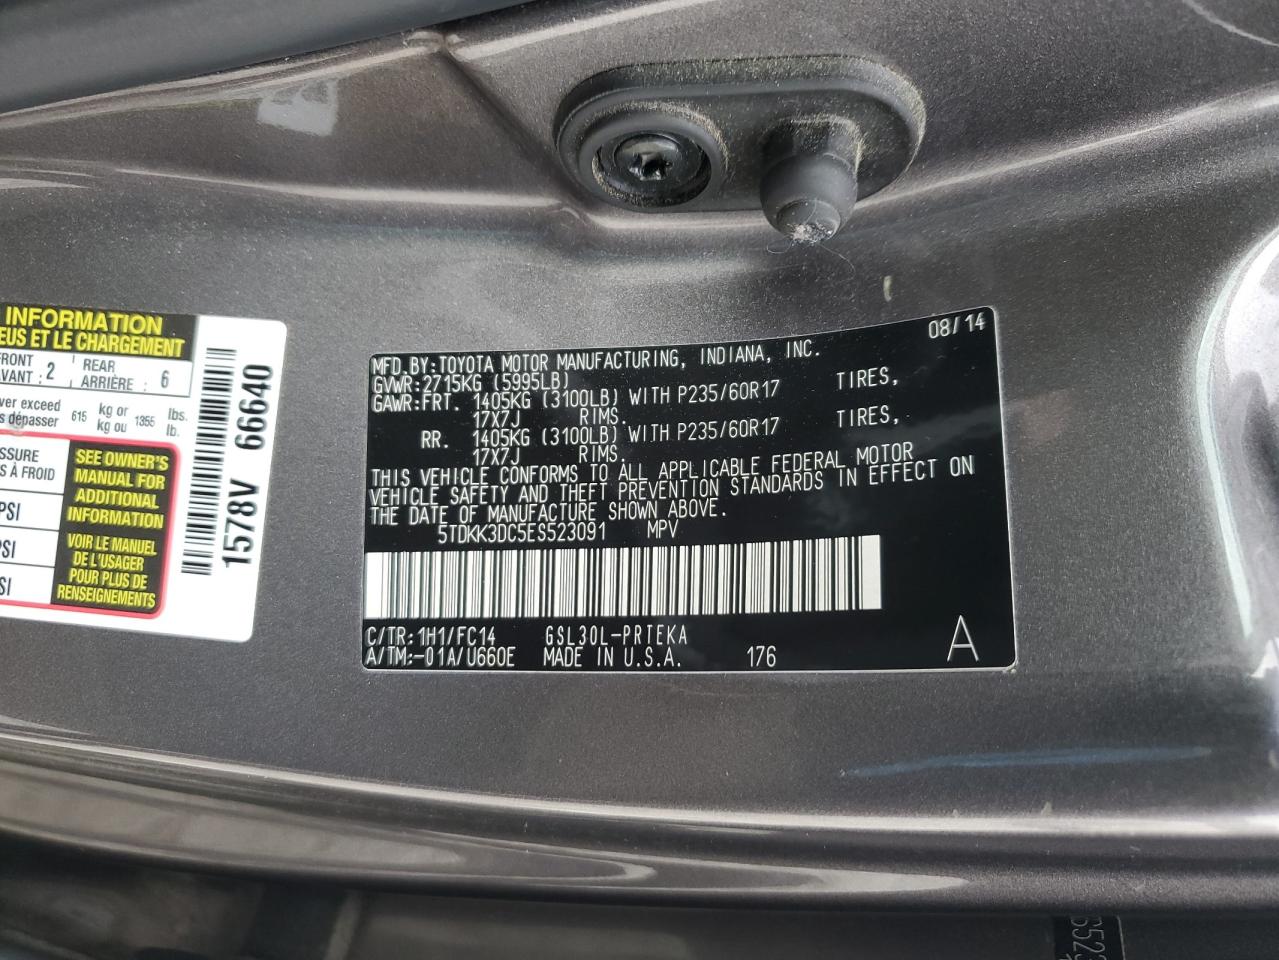 INFORMATION
EUS ET LE CHARGEMENT
FRONT 2 REAR 6
AVANT : ARRIÈRE :
ver exceed 615 kg or 1355 lbs.
s dépasser kg ou lb.
SSURE
S À FROID
PSI
PSI
SI
SEE OWNER'S
MANUAL FOR
ADDITIONAL
INFORMATION
VOIR LE MANUEL
DE L'USAGER
POUR PLUS DE
RENSEIGNEMENTS
1578V 66640
08/14
MFD.BY:TOYOTA MOTOR MANUFACTURING, INDIANA, INC.
GVWR:2715KG (5995LB)
GAWR:FRT. 1405KG (3100LB) WITH P235/60R17 TIRES,
17X7J RIMS.
RR. 1405KG (3100LB) WITH P235/60R17 TIRES,
17X7J RIMS.
THIS VEHICLE CONFORMS TO ALL APPLICABLE FEDERAL MOTOR
VEHICLE SAFETY AND THEFT PREVENTION STANDARDS IN EFFECT ON
THE DATE OF MANUFACTURE SHOWN ABOVE.
5TDKK3DC5ES523091 MPV
C/TR:1H1/FC14 GSL30L-PRTEKA
A/TM:-01A/U660E MADE IN U.S.A. 176
A